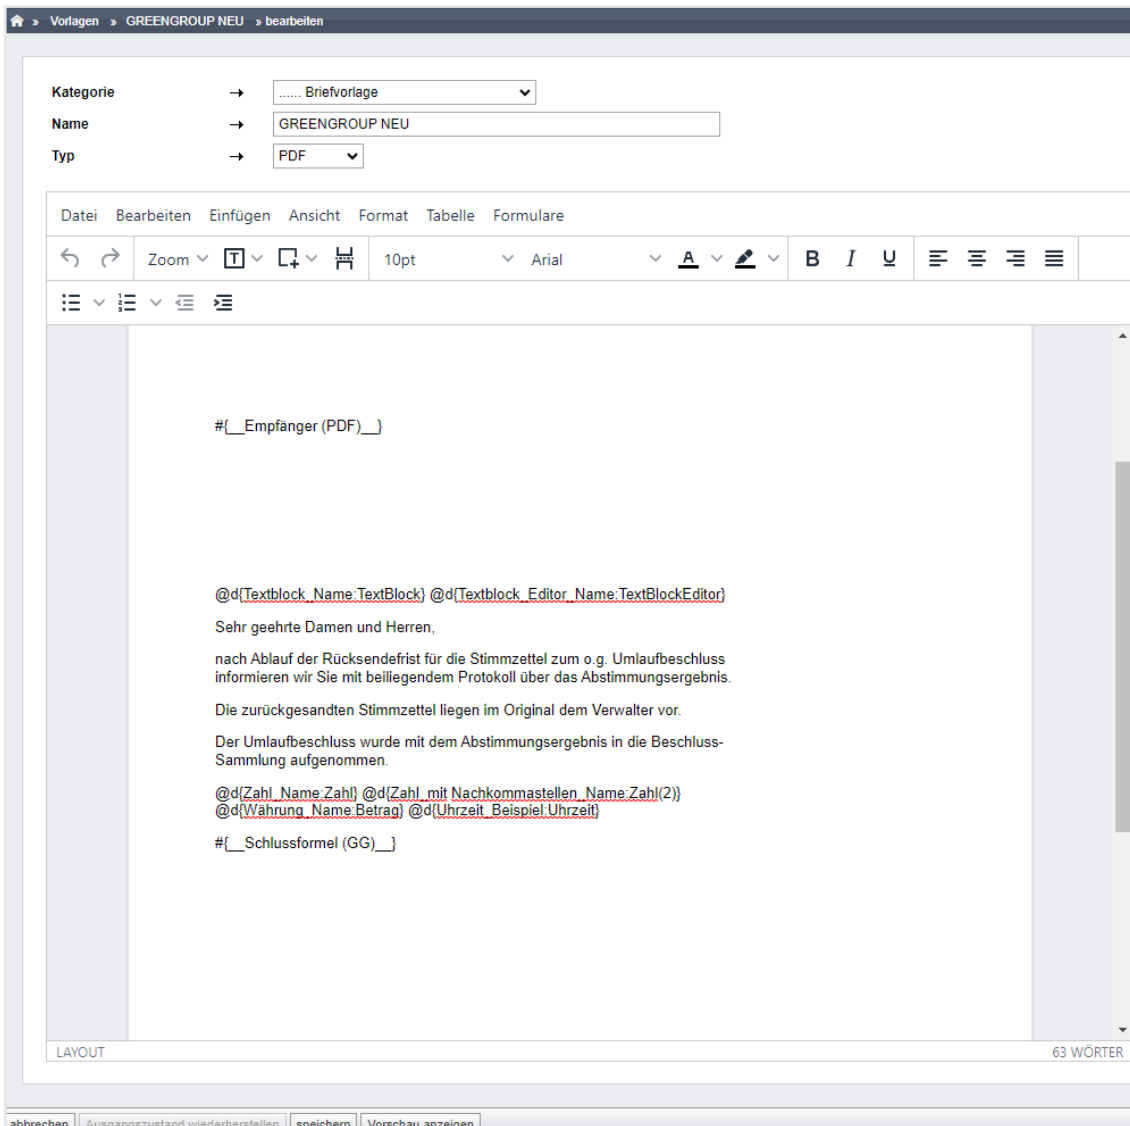 » Vorlagen » GREENGROUP NEU » bearbeiten
Kategorie → ...... Briefvorlage
Name → GREENGROUP NEU
Typ → PDF
Datei Bearbeiten Einfügen Ansicht Format Tabelle Formulare
Zoom T 10pt Arial A B I U
#{__Empfänger (PDF)__}
@d{Textblock_Name:TextBlock} @d{Textblock_Editor_Name:TextBlockEditor}
Sehr geehrte Damen und Herren,
nach Ablauf der Rücksendefrist für die Stimmzettel zum o.g. Umlaufbeschluss
informieren wir Sie mit beiliegendem Protokoll über das Abstimmungsergebnis.
Die zurückgesandten Stimmzettel liegen im Original dem Verwalter vor.
Der Umlaufbeschluss wurde mit dem Abstimmungsergebnis in die Beschluss-
Sammlung aufgenommen.
@d{Zahl_Name:Zahl} @d{Zahl_mit Nachkommastellen_Name:Zahl(2)}
@d{Währung_Name:Betrag} @d{Uhrzeit_Beispiel:Uhrzeit}
#{__Schlussformel (GG)__}
LAYOUT 63 WÖRTER
abbrechen Ausgangszustand wiederherstellen speichern Vorschau anzeigen